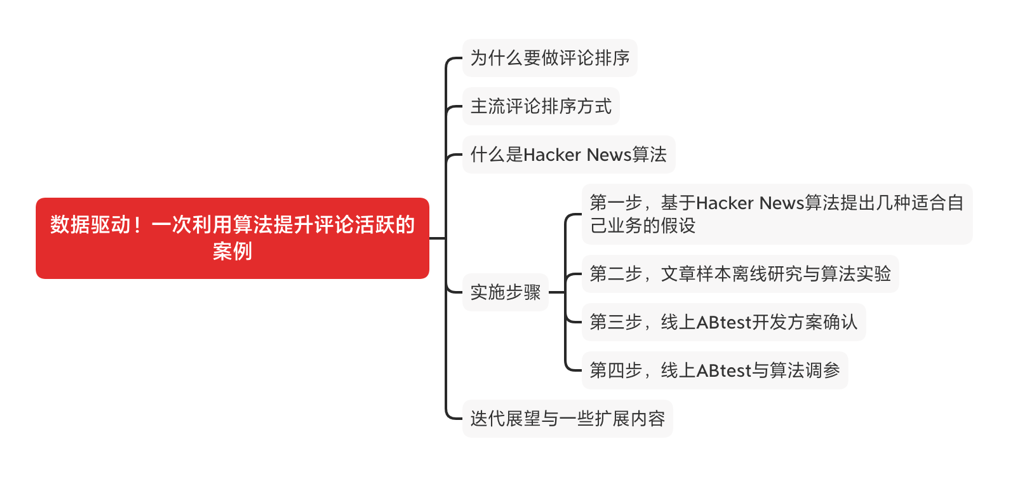 为什么要做评论排序
主流评论排序方式
什么是Hacker News算法
数据驱动！一次利用算法提升评论活跃的
案例
实施步骤
第一步，基于Hacker News算法提出几种适合自
己业务的假设
第二步，文章样本离线研究与算法实验
第三步，线上ABtest开发方案确认
第四步，线上ABtest与算法调参
迭代展望与一些扩展内容